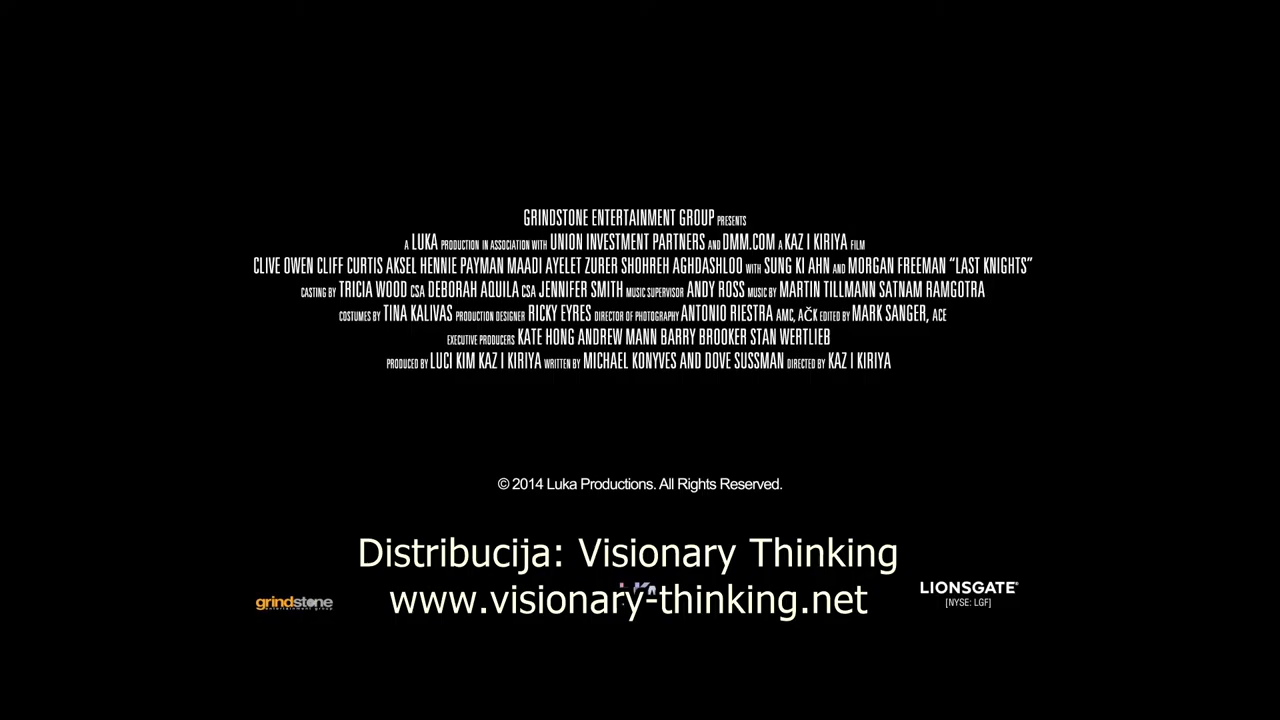 GRINDSTONE ENTERTAINMENT GROUP PRESENTS
A LUKA PRODUCTION IN ASSOCIATION WITH UNION INVESTMENT PARTNERS AND DMM.COM A KAZ I KIRIYA FILM
CLIVE OWEN CLIFF CURTIS AKSEL HENNIE PAYMAN MAADI AYELET ZURER SHOHREH AGHDASHLOO WITH SUNG KI AHN AND MORGAN FREEMAN “LAST KNIGHTS”
CASTING BY TRICIA WOOD CSA DEBORAH AQUILA CSA JENNIFER SMITH MUSIC SUPERVISOR ANDY ROSS MUSIC BY MARTIN TILLMANN SATNAM RAMGOTRA
COSTUMES BY TINA KALIVAS PRODUCTION DESIGNER RICKY EYRES DIRECTOR OF PHOTOGRAPHY ANTONIO RIESTRA AMC, AČK EDITED BY MARK SANGER, ACE
EXECUTIVE PRODUCERS KATE HONG ANDREW MANN BARRY BROOKER STAN WERTLIEB
PRODUCED BY LUCI KIM KAZ I KIRIYA WRITTEN BY MICHAEL KONYVES AND DOVE SUSSMAN DIRECTED BY KAZ I KIRIYA
© 2014 Luka Productions. All Rights Reserved.
Distribucija: Visionary Thinking
www.visionary-thinking.net
grindstone
entertainment group
LIONSGATE®
[NYSE: LGF]